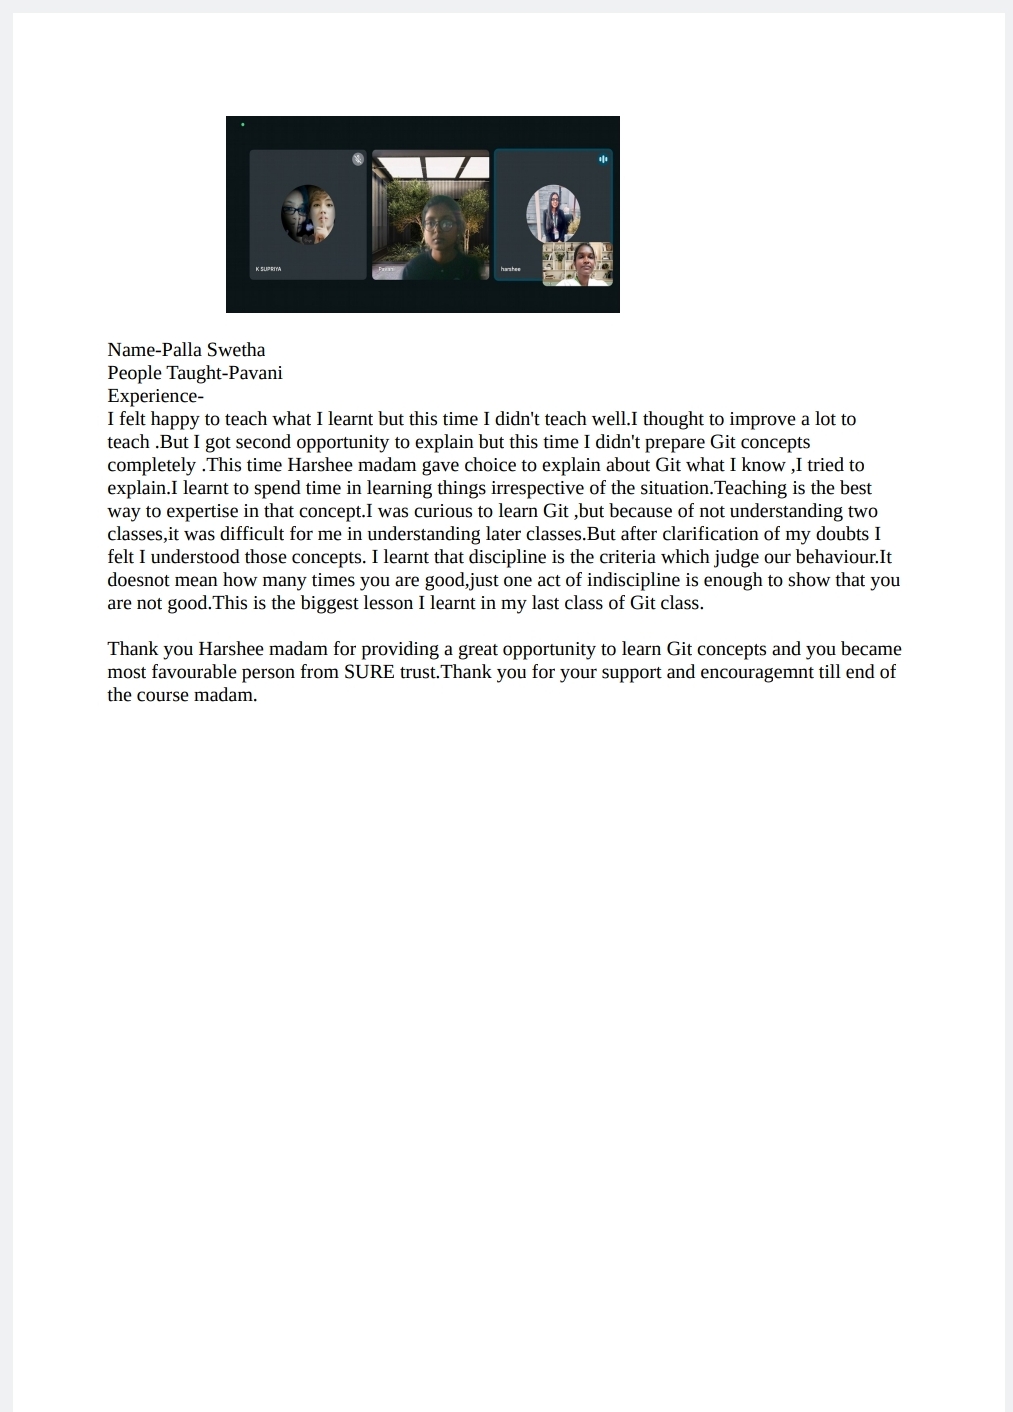 K SUPRIYA
Pavani
harshee
Name-Palla Swetha
People Taught-Pavani
Experience-
I felt happy to teach what I learnt but this time I didn't teach well.I thought to improve a lot to
teach .But I got second opportunity to explain but this time I didn't prepare Git concepts
completely .This time Harshee madam gave choice to explain about Git what I know ,I tried to
explain.I learnt to spend time in learning things irrespective of the situation.Teaching is the best
way to expertise in that concept.I was curious to learn Git ,but because of not understanding two
classes,it was difficult for me in understanding later classes.But after clarification of my doubts I
felt I understood those concepts. I learnt that discipline is the criteria which judge our behaviour.It
doesnot mean how many times you are good,just one act of indiscipline is enough to show that you
are not good.This is the biggest lesson I learnt in my last class of Git class.
Thank you Harshee madam for providing a great opportunity to learn Git concepts and you became
most favourable person from SURE trust.Thank you for your support and encouragemnt till end of
the course madam.